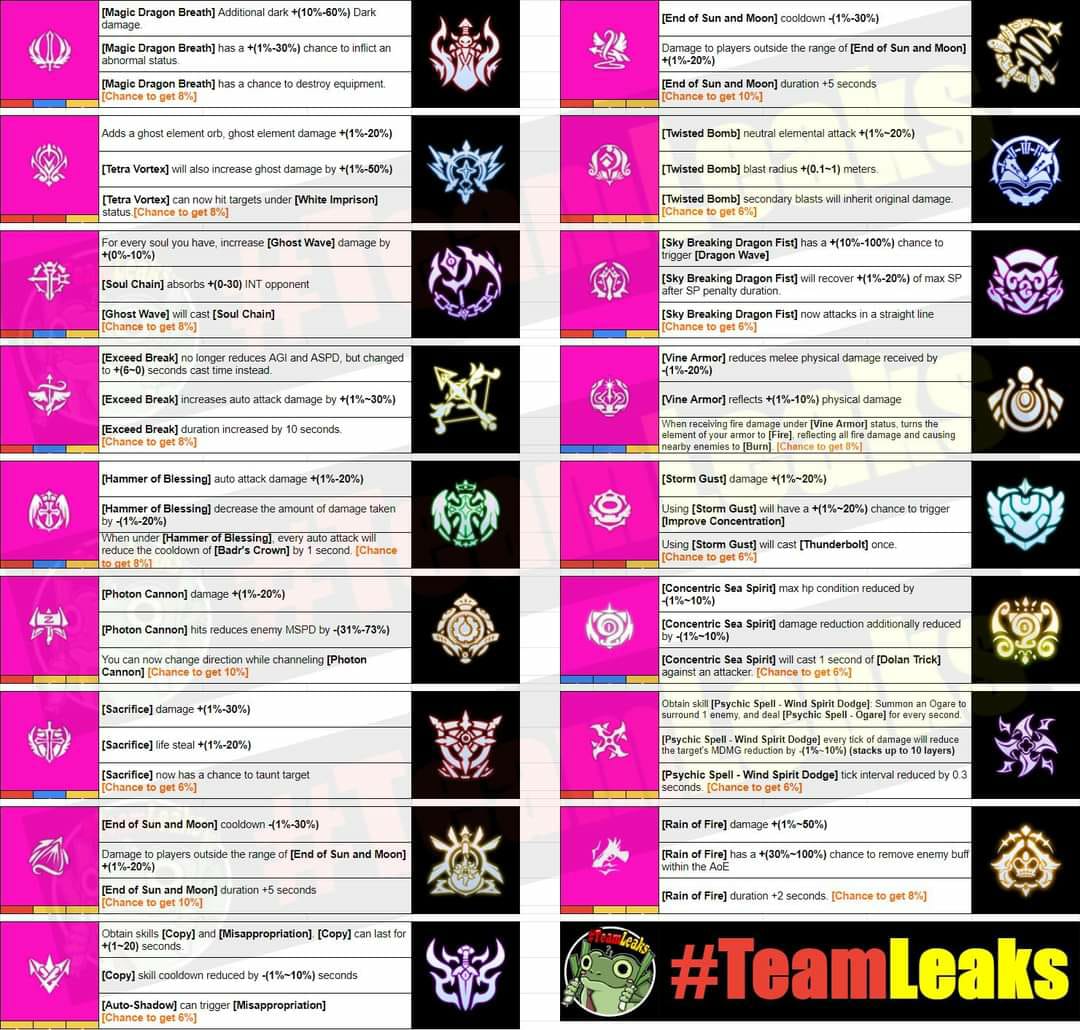 [Magic Dragon Breath] Additional dark +(10%-60%) Dark
damage.
[Magic Dragon Breath] has a +(1%-30%) chance to inflict an
abnormal status.
[Magic Dragon Breath] has a chance to destroy equipment.
[Chance to get 8%]
Adds a ghost element orb, ghost element damage +(1%-20%)
[Tetra Vortex] will also increase ghost damage by +(1%-50%)
[Tetra Vortex] can now hit targets under [White Imprison]
status.[Chance to get 8%]
For every soul you have, increase [Ghost Wave] damage by
+(0%-10%)
[Soul Chain] absorbs +(0-30) INT opponent
[Ghost Wave] will cast [Soul Chain]
[Chance to get 8%]
[Exceed Break] no longer reduces AGI and ASPD, but changed
to +(6~0) seconds cast time instead.
[Exceed Break] increases auto attack damage by +(1%~30%)
[Exceed Break] duration increased by 10 seconds.
[Chance to get 8%]
[Hammer of Blessing] auto attack damage +(1%-20%)
[Hammer of Blessing] decrease the amount of damage taken
by -(1%-20%)
When under [Hammer of Blessing], every auto attack will
reduce the cooldown of [Badr's Crown] by 1 second. [Chance
to get 8%]
[Photon Cannon] damage +(1%-20%)
[Photon Cannon] hits reduces enemy MSPD by -(31%-73%)
You can now change direction while channeling [Photon
Cannon] [Chance to get 10%]
[Sacrifice] damage +(1%-30%)
[Sacrifice] life steal +(1%-20%)
[Sacrifice] now has a chance to taunt target
[Chance to get 6%]
[End of Sun and Moon] cooldown -(1%-30%)
Damage to players outside the range of [End of Sun and Moon]
+(1%-20%)
[End of Sun and Moon] duration +5 seconds
[Chance to get 10%]
Obtain skills [Copy] and [Misappropriation]. [Copy] can last for
+(1~20) seconds.
[Copy] skill cooldown reduced by -(1%~10%) seconds
[Auto-Shadow] can trigger [Misappropriation]
[Chance to get 6%]
[End of Sun and Moon] cooldown -(1%-30%)
Damage to players outside the range of [End of Sun and Moon]
+(1%-20%)
[End of Sun and Moon] duration +5 seconds
[Chance to get 10%]
[Twisted Bomb] neutral elemental attack +(1%~20%)
[Twisted Bomb] blast radius +(0.1~1) meters.
[Twisted Bomb] secondary blasts will inherit original damage.
[Chance to get 6%]
[Sky Breaking Dragon Fist] has a +(10%-100%) chance to
trigger [Dragon Wave]
[Sky Breaking Dragon Fist] will recover +(1%-20%) of max SP
after SP penalty duration.
[Sky Breaking Dragon Fist] now attacks in a straight line
[Chance to get 6%]
[Vine Armor] reduces melee physical damage received by
-(1%-20%)
[Vine Armor] reflects +(1%-10%) physical damage
When receiving fire damage under [Vine Armor] status, turns the
element of your armor to [Fire], reflecting all fire damage and causing
nearby enemies to [Burn]. [Chance to get 8%]
[Storm Gust] damage +(1%~20%)
Using [Storm Gust] will have a +(1%~20%) chance to trigger
[Improve Concentration]
Using [Storm Gust] will cast [Thunderbolt] once.
[Chance to get 6%]
[Concentric Sea Spirit] max hp condition reduced by
-(1%~10%)
[Concentric Sea Spirit] damage reduction additionally reduced
by -(1%~10%)
[Concentric Sea Spirit] will cast 1 second of [Dolan Trick]
against an attacker. [Chance to get 6%]
Obtain skill [Psychic Spell - Wind Spirit Dodge]: Summon an Ogare to
surround 1 enemy, and deal [Psychic Spell - Ogare] for every second.
[Psychic Spell - Wind Spirit Dodge] every tick of damage will reduce
the target's MDMG reduction by -(1%~10%) (stacks up to 10 layers)
[Psychic Spell - Wind Spirit Dodge] tick interval reduced by 0.3
seconds. [Chance to get 6%]
[Rain of Fire] damage +(1%~50%)
[Rain of Fire] has a +(30%~100%) chance to remove enemy buff
within the AoE
[Rain of Fire] duration +2 seconds. [Chance to get 8%]
#TeamLeaks
#TeamLeaks